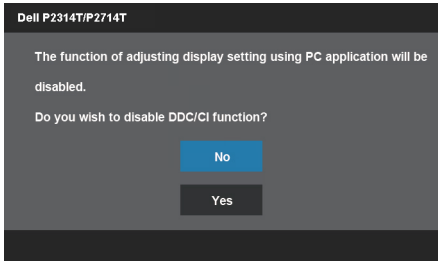 Dell P2314T/P2714T
The function of adjusting display setting using PC application will be
disabled.
Do you wish to disable DDC/CI function?
No
Yes